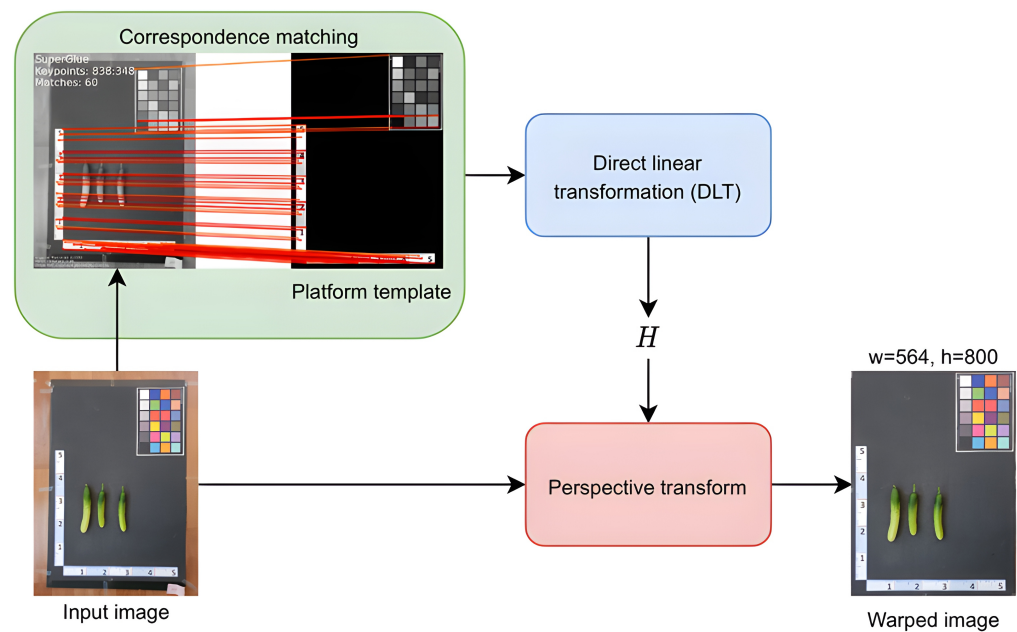 Correspondence matching
SuperGlue
Keypoints: 838:348
Matches: 60
Platform template
Direct linear
transformation (DLT)
H
w=564, h=800
Perspective transform
5
4
3
2
1
1 2 3 4 5
Input image
5
4
3
2
1
1 2 3 4 5
Warped image